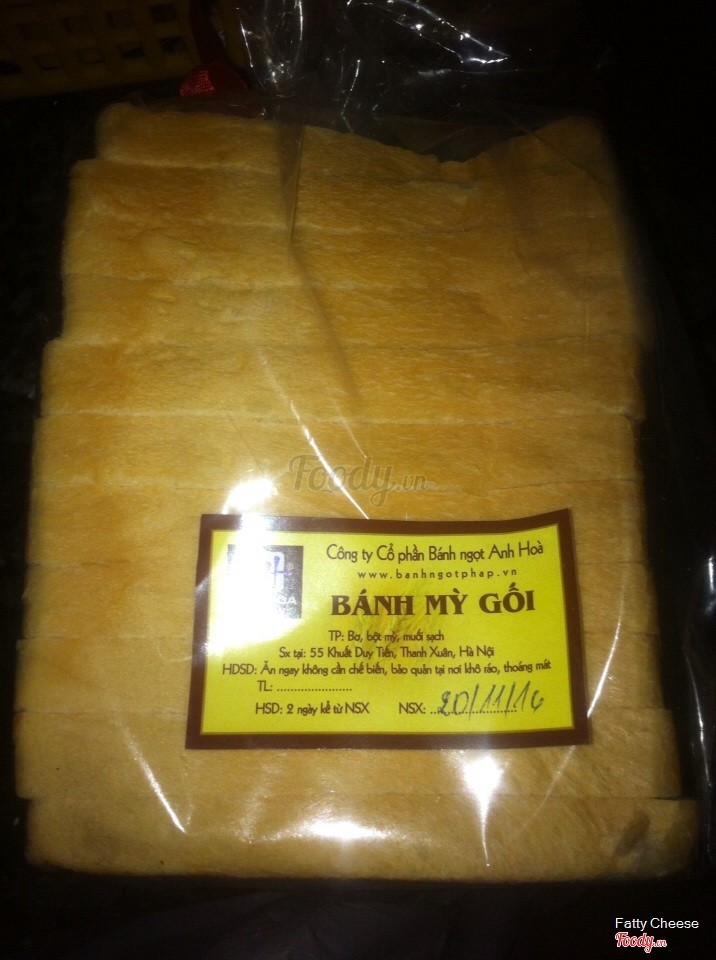 Foody.vn
Công ty Cổ phần Bánh ngọt Anh Hoà
www.banhngotphap.vn
BÁNH MỲ GỐI
TP: Bơ, bột mỳ, muối sạch
Sx tại: 55 Khuất Duy Tiến, Thanh Xuân, Hà Nội
HDSD: Ăn ngay không cần chế biến, bảo quản tại nơi khô ráo, thoáng mát
TL: ......................
HSD: 2 ngày kể từ NSX NSX: 20/11/16
Fatty Cheese
Foody.vn